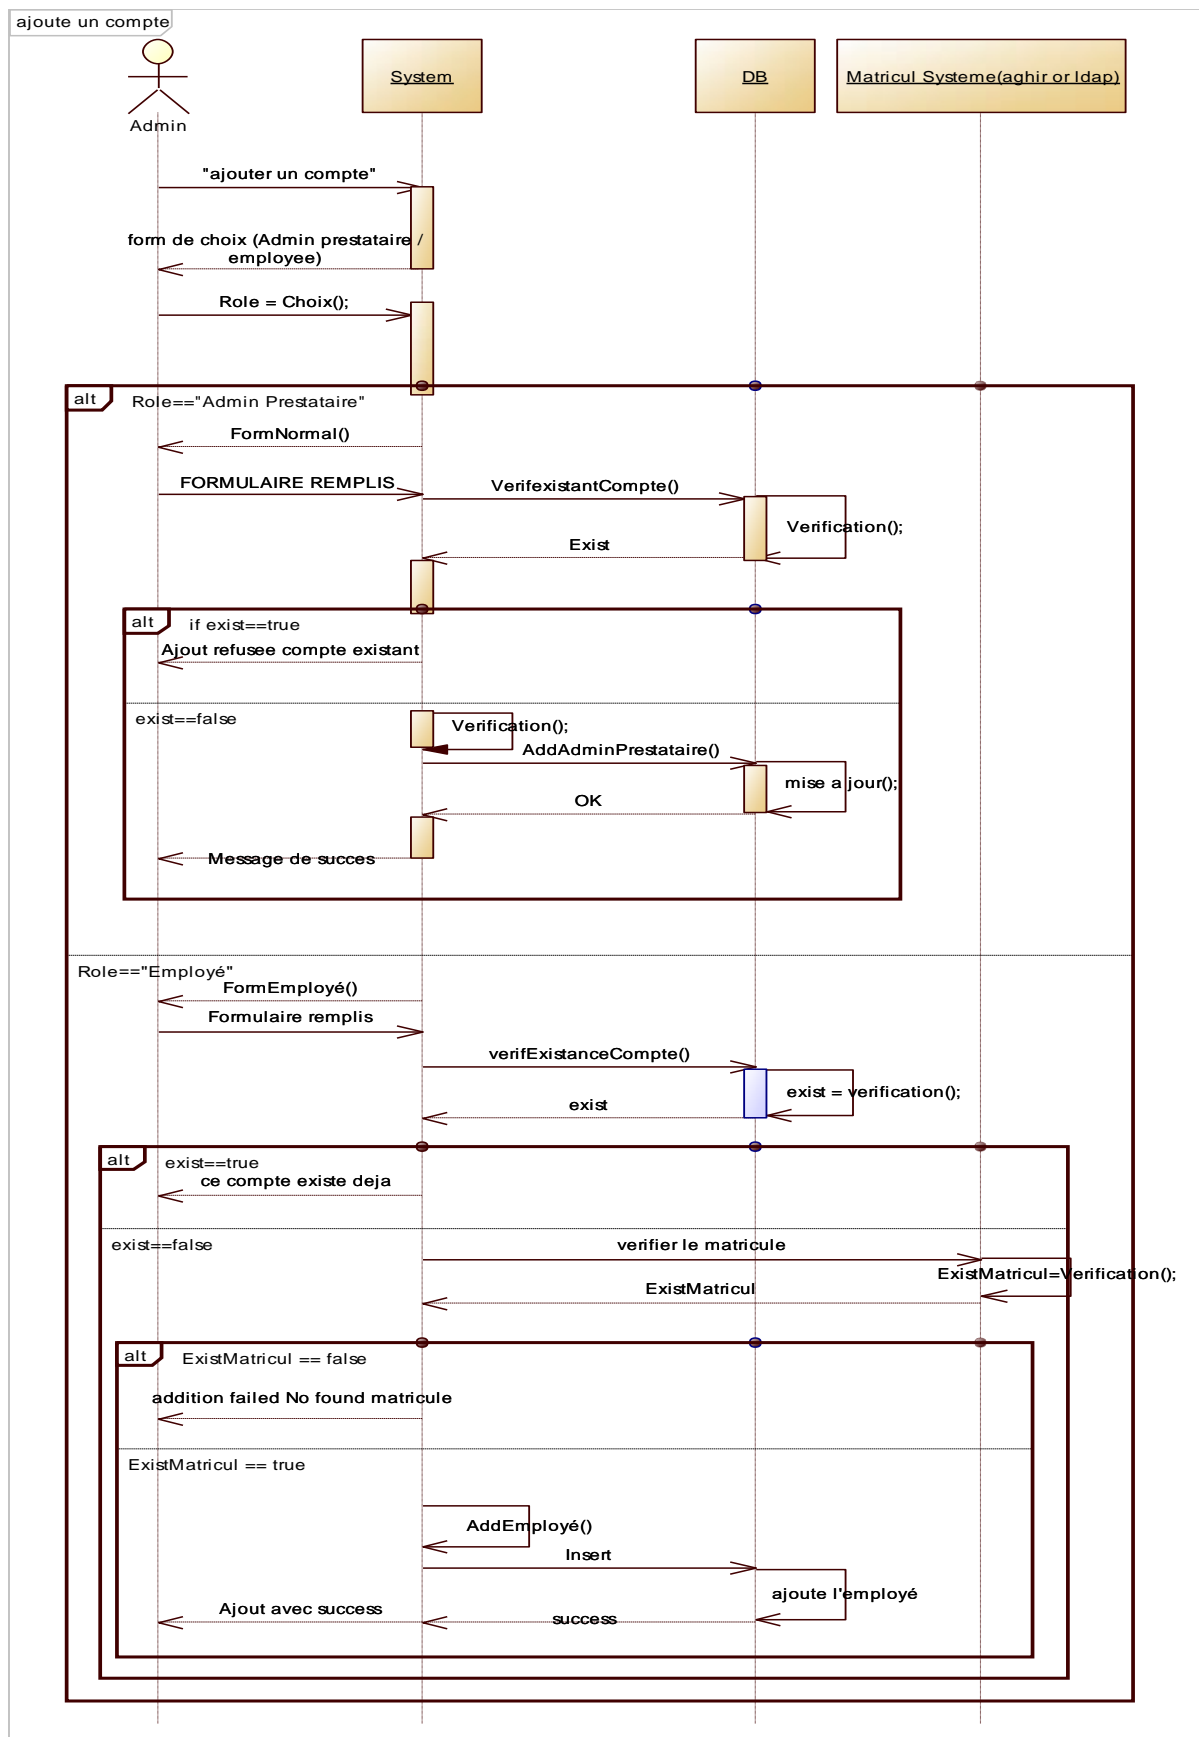 ajoute un compte
System
DB
Matricul Systeme(aghir or ldap)
Admin
"ajouter un compte"
form de choix (Admin prestataire /
employee)
Role = Choix();
alt
Role=="Admin Prestataire"
FormNormal()
FORMULAIRE REMPLIS
VerifexistantCompte()
Verification();
Exist
alt
if exist==true
Ajout refusee compte existant
exist==false
Verification();
AddAdminPrestataire()
mise a jour();
OK
Message de succes
Role=="Employé"
FormEmployé()
Formulaire remplis
verifExistanceCompte()
exist = verification();
exist
alt
exist==true
ce compte existe deja
exist==false
verifier le matricule
ExistMatricul=Verification();
ExistMatricul
alt
ExistMatricul == false
addition failed No found matricule
ExistMatricul == true
AddEmployé()
Insert
ajoute l'employé
Ajout avec success
success